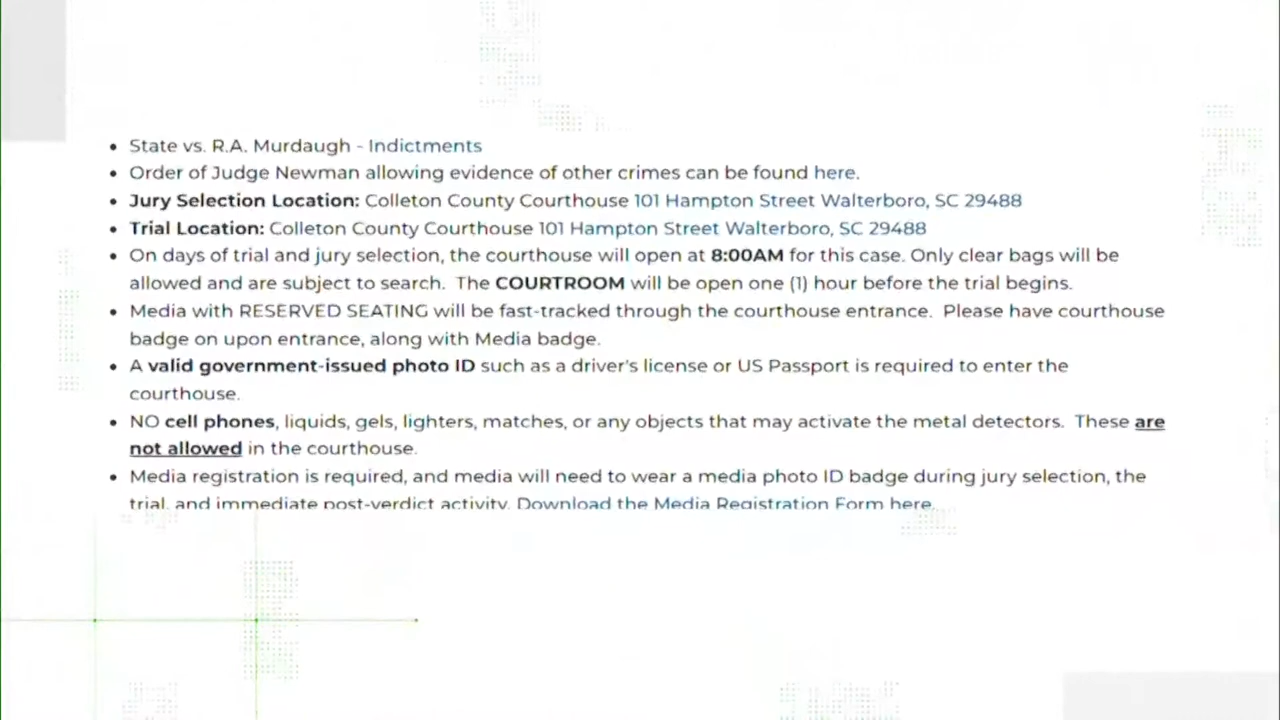 State vs. R.A. Murdaugh - Indictments
Order of Judge Newman allowing evidence of other crimes can be found here.
Jury Selection Location: Colleton County Courthouse 101 Hampton Street Walterboro, SC 29488
Trial Location: Colleton County Courthouse 101 Hampton Street Walterboro, SC 29488
On days of trial and jury selection, the courthouse will open at 8:00AM for this case. Only clear bags will be
allowed and are subject to search. The COURTROOM will be open one (1) hour before the trial begins.
Media with RESERVED SEATING will be fast-tracked through the courthouse entrance. Please have courthouse
badge on upon entrance, along with Media badge.
A valid government-issued photo ID such as a driver's license or US Passport is required to enter the
courthouse.
NO cell phones, liquids, gels, lighters, matches, or any objects that may activate the metal detectors. These are
not allowed in the courthouse.
Media registration is required, and media will need to wear a media photo ID badge during jury selection, the
trial, and immediate post-verdict activity. Download the Media Registration Form here.